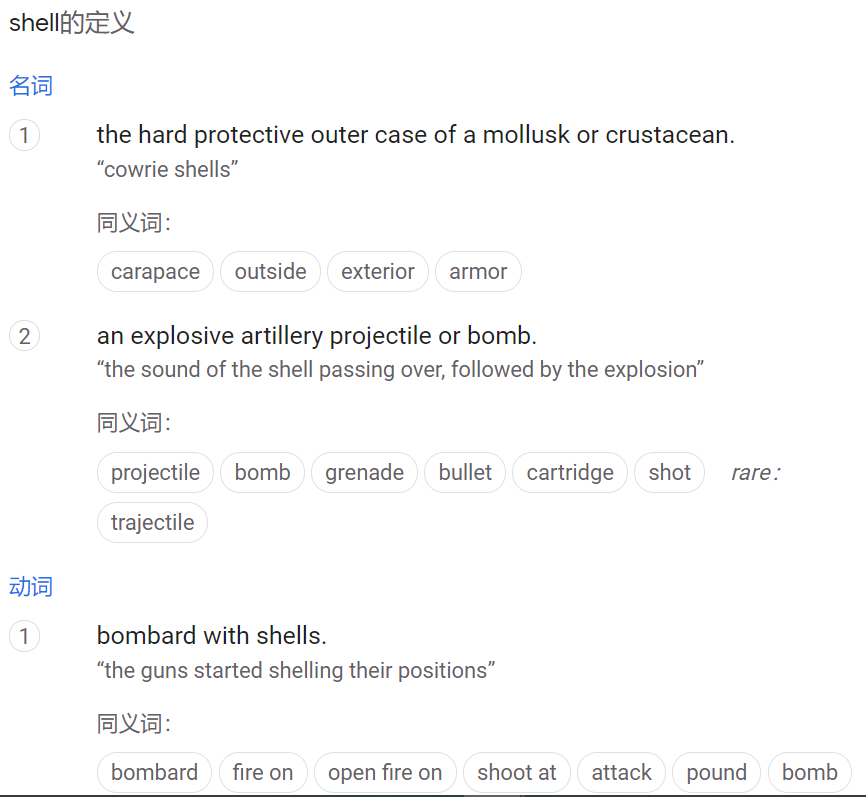 shell的定义
名词
1 the hard protective outer case of a mollusk or crustacean.
“cowrie shells”
同义词：
carapace outside exterior armor
2 an explosive artillery projectile or bomb.
“the sound of the shell passing over, followed by the explosion”
同义词：
projectile bomb grenade bullet cartridge shot rare：
trajectile
动词
1 bombard with shells.
“the guns started shelling their positions”
同义词：
bombard fire on open fire on shoot at attack pound bomb